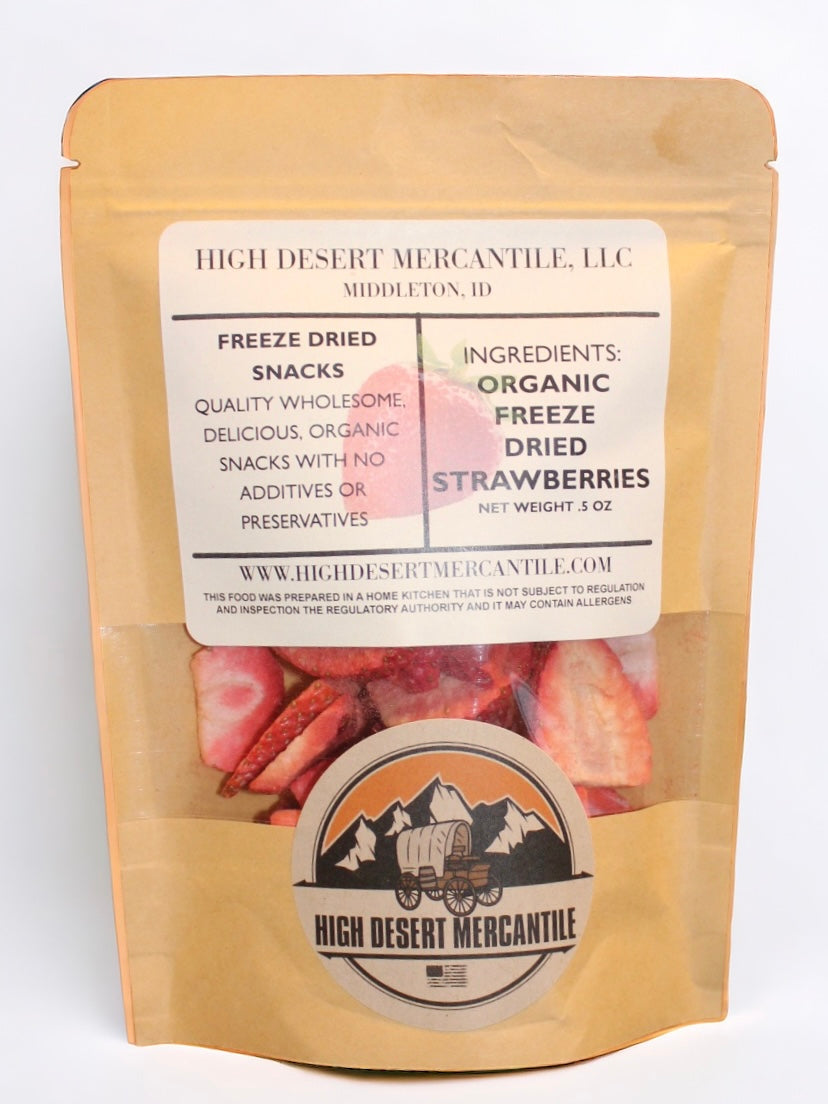 HIGH DESERT MERCANTILE, LLC
MIDDLETON, ID
FREEZE DRIED
SNACKS
QUALITY WHOLESOME,
DELICIOUS, ORGANIC
SNACKS WITH NO
ADDITIVES OR
PRESERVATIVES
INGREDIENTS:
ORGANIC
FREEZE
DRIED
STRAWBERRIES
NET WEIGHT .5 OZ
WWW.HIGHDESERTMERCANTILE.COM
THIS FOOD WAS PREPARED IN A HOME KITCHEN THAT IS NOT SUBJECT TO REGULATION
AND INSPECTION THE REGULATORY AUTHORITY AND IT MAY CONTAIN ALLERGENS
HIGH DESERT MERCANTILE